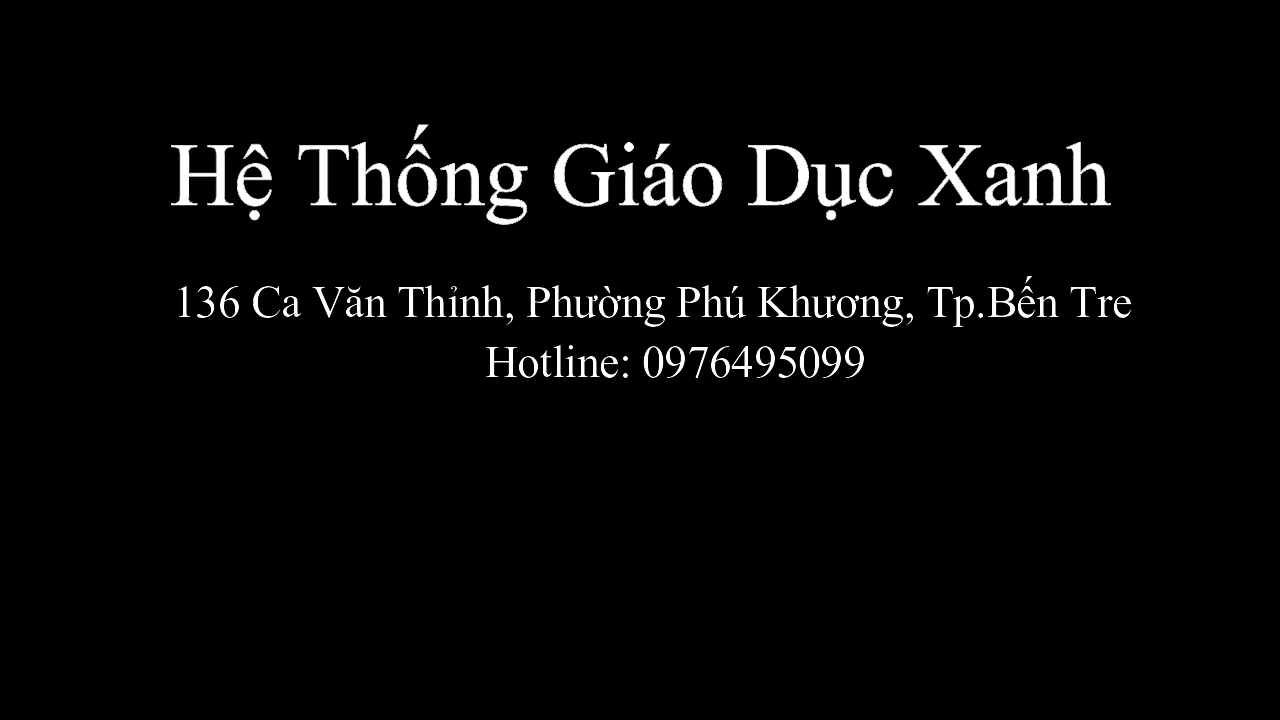 Hệ Thống Giáo Dục Xanh
136 Ca Văn Thỉnh, Phường Phú Khương, Tp.Bến Tre
Hotline: 0976495099